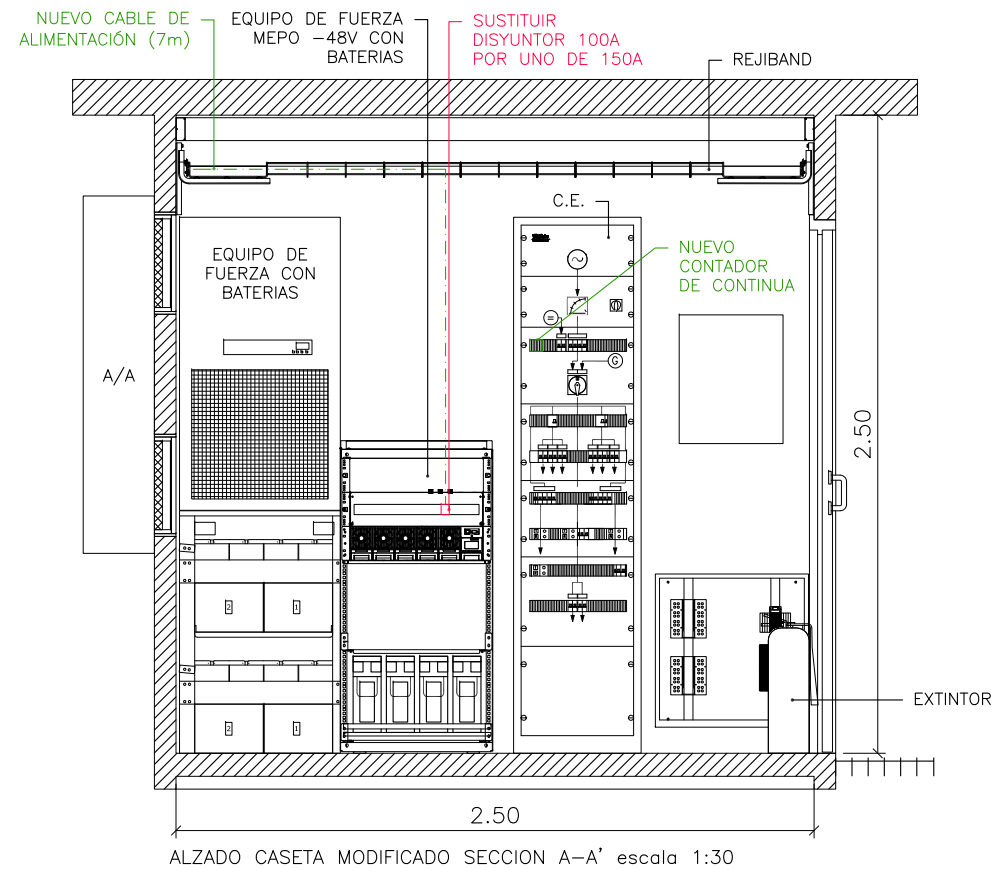 NUEVO CABLE DE
ALIMENTACIÓN (7m)
EQUIPO DE FUERZA
MEPO -48V CON
BATERIAS
SUSTITUIR
DISYUNTOR 100A
POR UNO DE 150A
REJIBAND
C.E.
EQUIPO DE
FUERZA CON
BATERIAS
NUEVO
CONTADOR
DE CONTINUA
A/A
G
2.50
2
1
2
1
EXTINTOR
2.50
ALZADO CASETA MODIFICADO SECCION A-A' escala 1:30